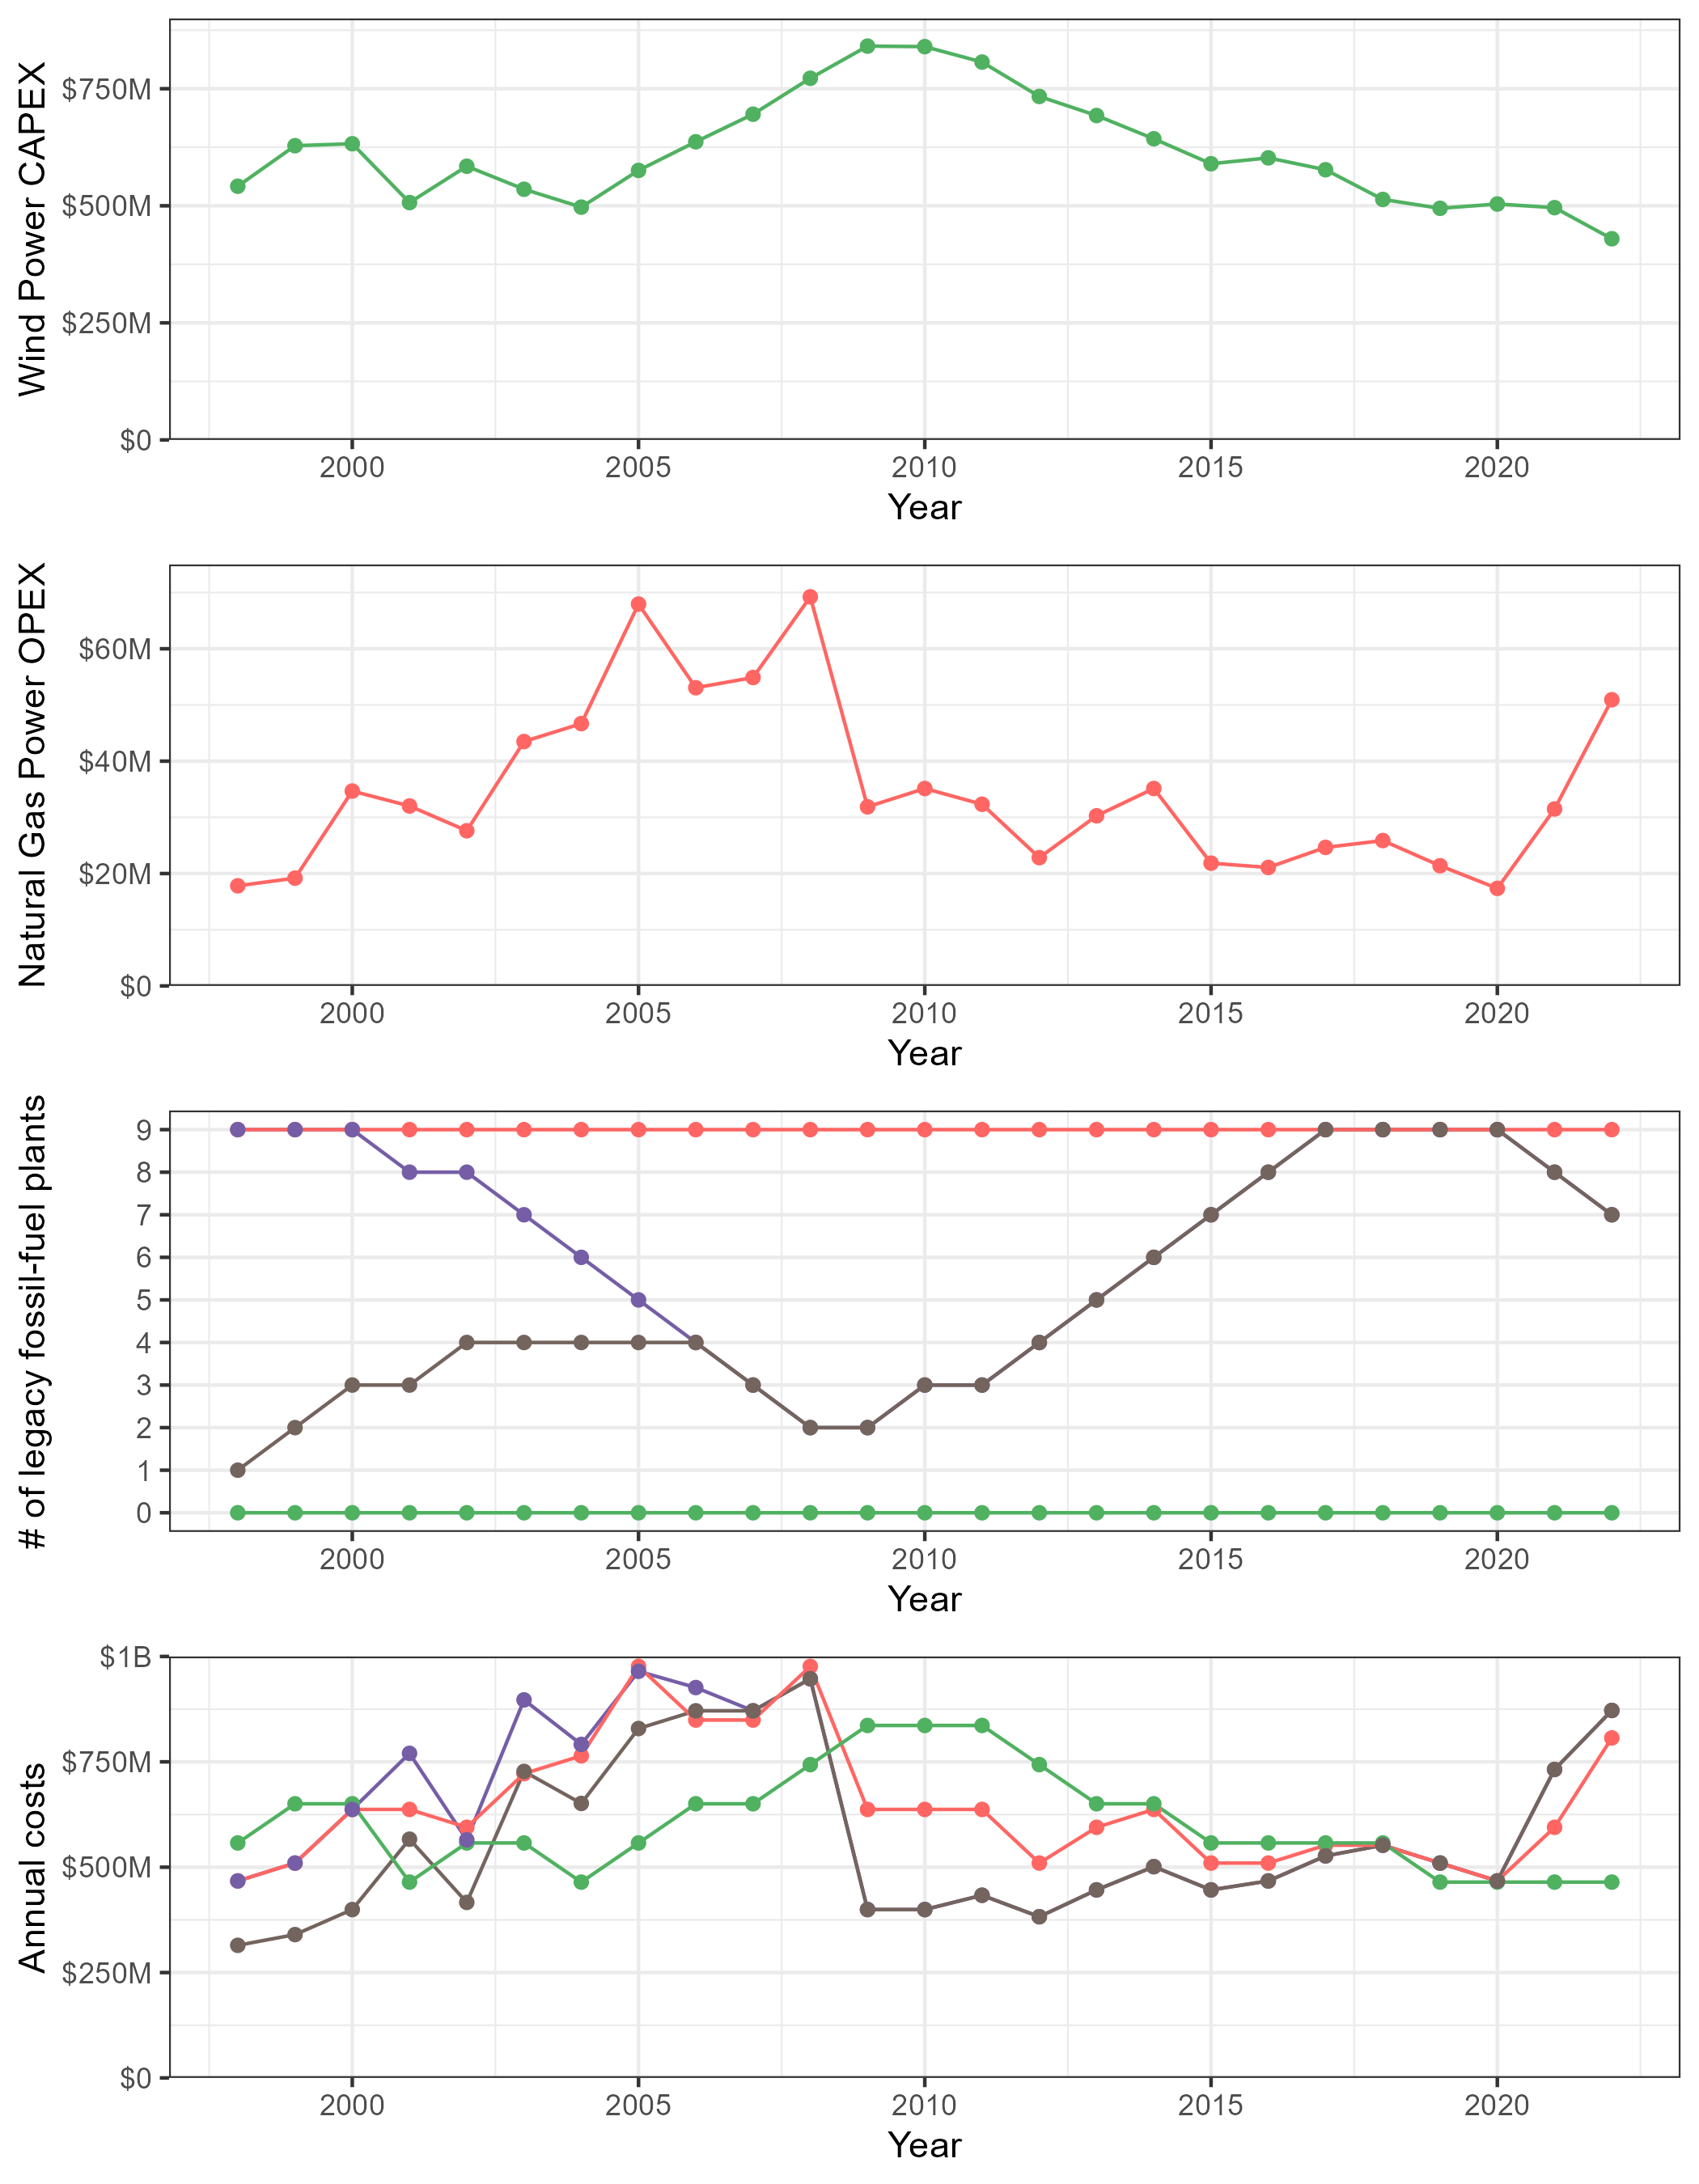 Wind Power CAPEX
$750M
$500M
$250M
$0
2000 2005 2010 2015 2020
Year
Natural Gas Power OPEX
$60M
$40M
$20M
$0
2000 2005 2010 2015 2020
Year
# of legacy fossil-fuel plants
9
8
7
6
5
4
3
2
1
0
2000 2005 2010 2015 2020
Year
Annual costs
$1B
$750M
$500M
$250M
$0
2000 2005 2010 2015 2020
Year